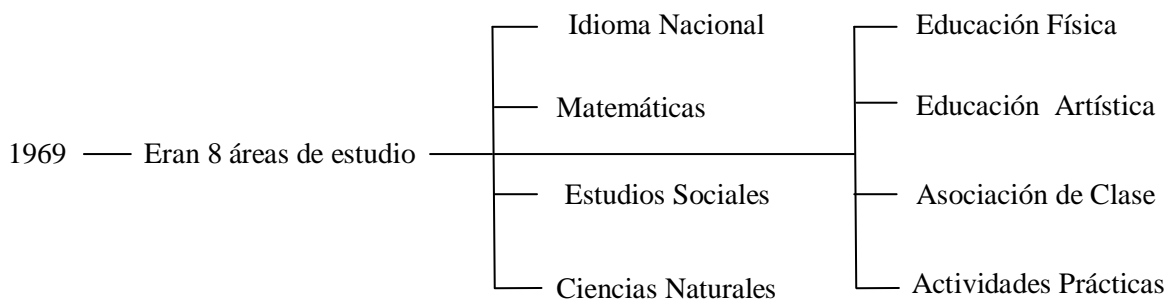 Idioma Nacional
Educación Física
Matemáticas
Educación Artística
1969
Eran 8 áreas de estudio
Estudios Sociales
Asociación de Clase
Ciencias Naturales
Actividades Prácticas